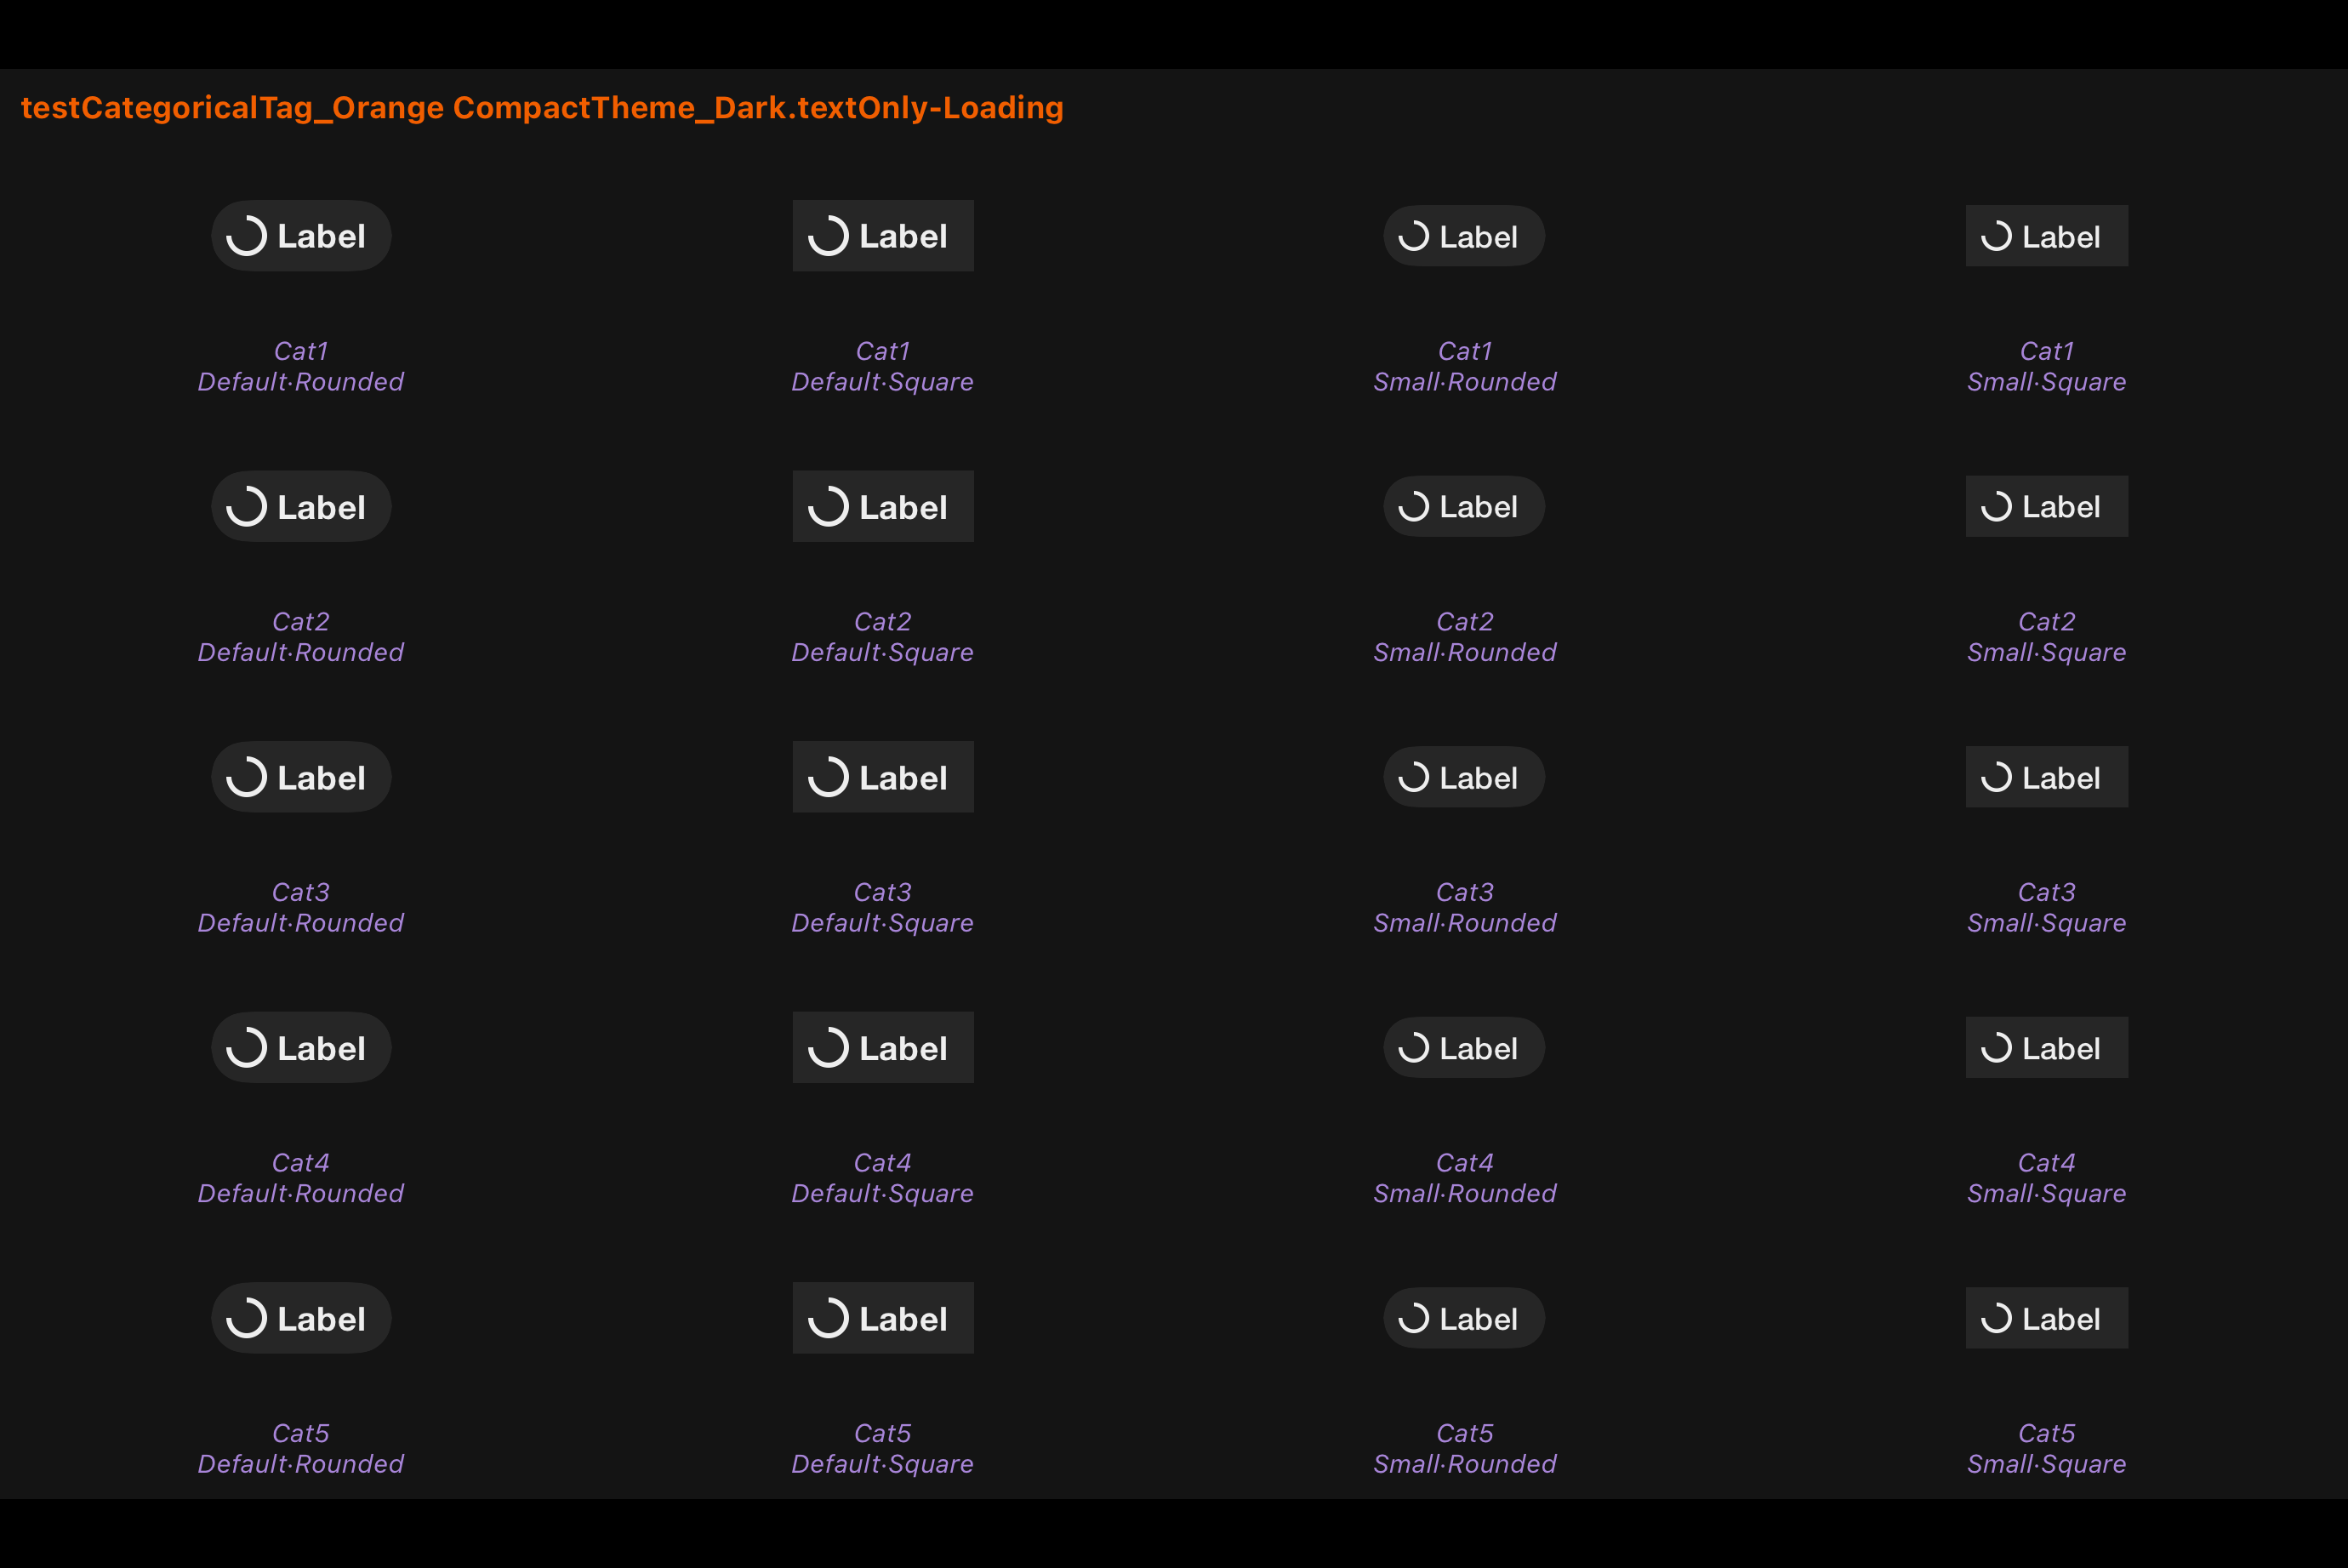 testCategoricalTag_Orange CompactTheme_Dark.textOnly-Loading
Label Label Label Label
Cat1 Cat1 Cat1 Cat1
Default·Rounded Default·Square Small·Rounded Small·Square
Label Label Label Label
Cat2 Cat2 Cat2 Cat2
Default·Rounded Default·Square Small·Rounded Small·Square
Label Label Label Label
Cat3 Cat3 Cat3 Cat3
Default·Rounded Default·Square Small·Rounded Small·Square
Label Label Label Label
Cat4 Cat4 Cat4 Cat4
Default·Rounded Default·Square Small·Rounded Small·Square
Label Label Label Label
Cat5 Cat5 Cat5 Cat5
Default·Rounded Default·Square Small·Rounded Small·Square